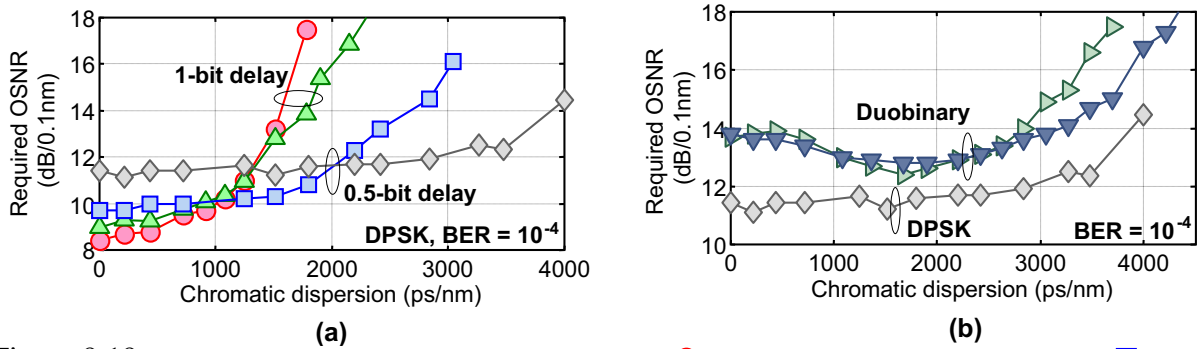 18
16
14
12
10
8
0
1000
2000
3000
4000
Required OSNR
(dB/0.1nm)
Chromatic dispersion (ps/nm)
1-bit delay
0.5-bit delay
DPSK, BER = 10⁻⁴
(a)
18
16
14
12
10
0
1000
2000
3000
4000
Required OSNR
(dB/0.1nm)
Chromatic dispersion (ps/nm)
Duobinary
DPSK
BER = 10⁻⁴
(b)